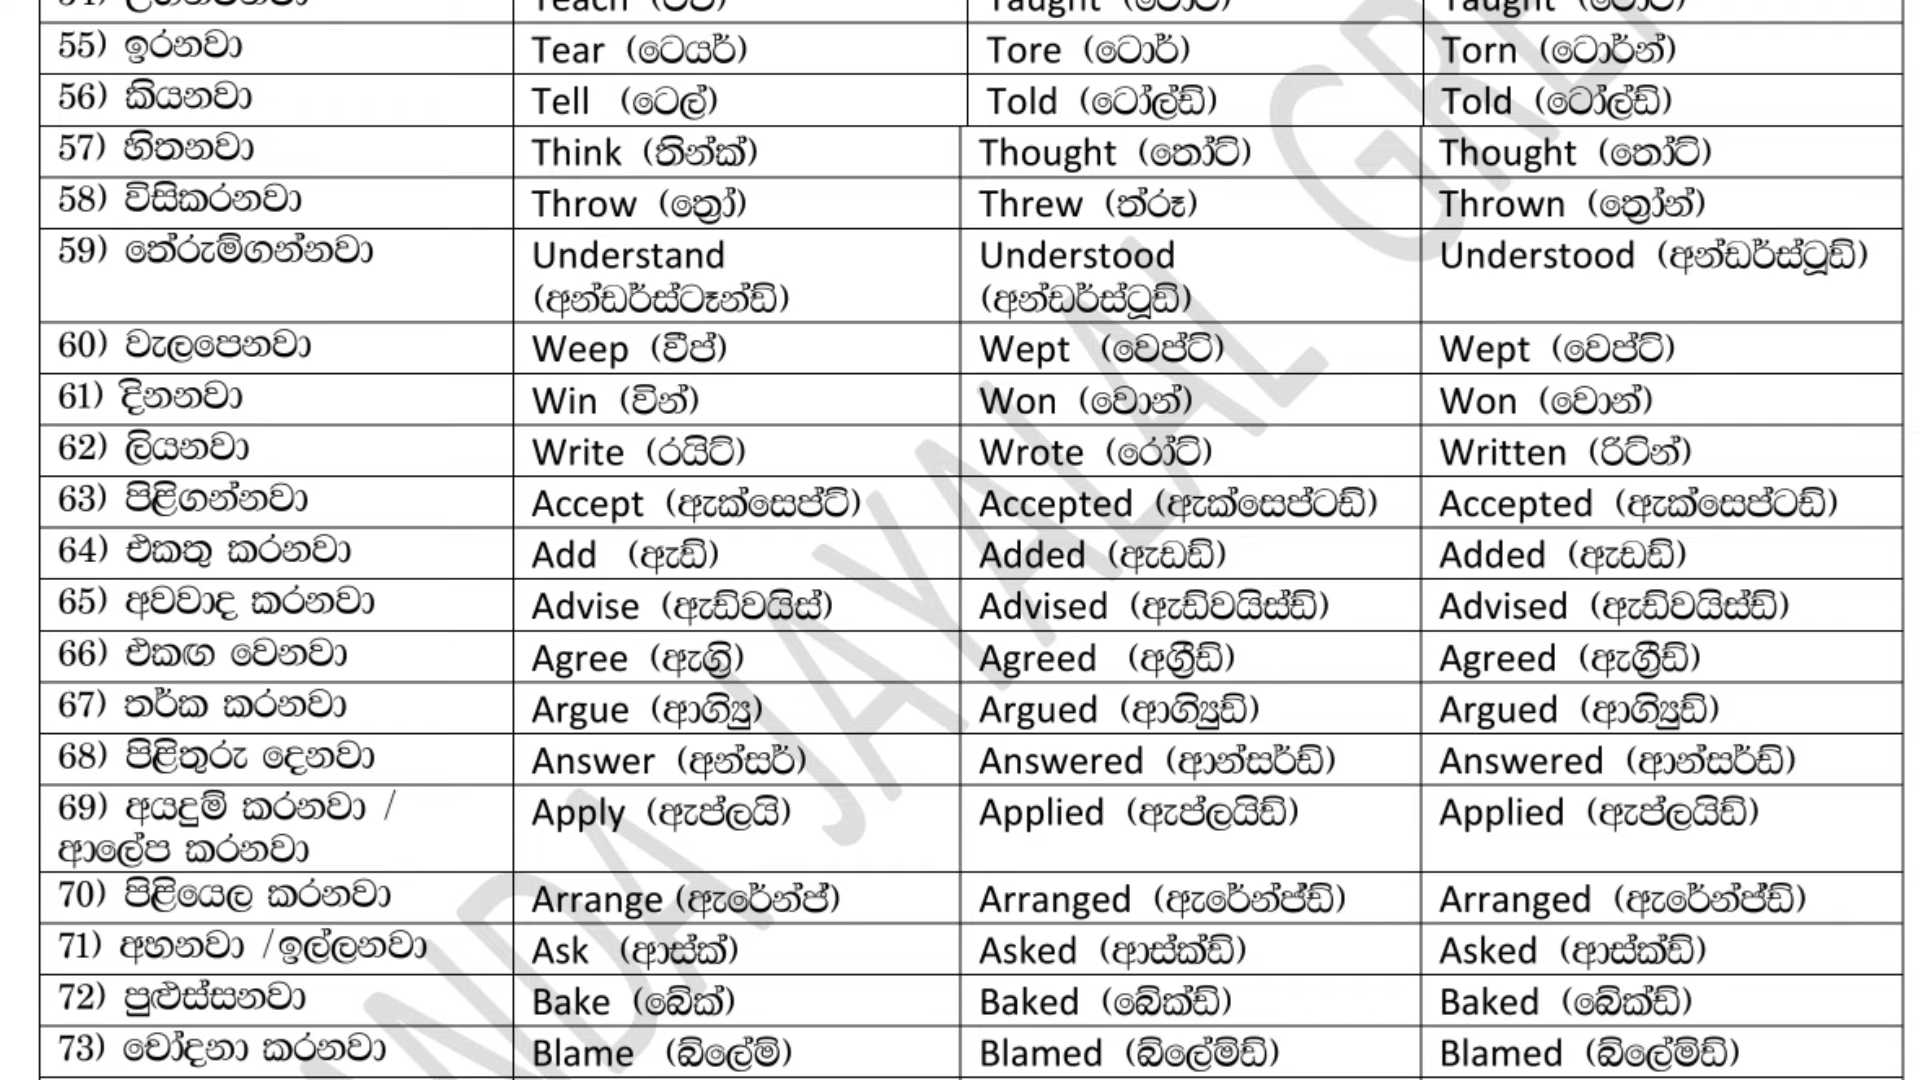 55) ඉරනවා Tear (ටෙයර්) Tore (ටොර්) Torn (ටොර්න්)
56) කියනවා Tell (ටෙල්) Told (ටෝල්ඩ්) Told (ටෝල්ඩ්)
57) හිතනවා Think (තින්ක්) Thought (තෝට්) Thought (තෝට්)
58) විසිකරනවා Throw (ත්‍රෝ) Threw (ත්රූ) Thrown (ත්‍රෝන්)
59) තේරුම්ගන්නවා Understand Understood Understood (අන්ඩර්ස්ටූඩ්)
(අන්ඩර්ස්ටෑන්ඩ්) (අන්ඩර්ස්ටූඩ්)
60) වැලපෙනවා Weep (වීප්) Wept (වෙප්ට්) Wept (වෙප්ට්)
61) දිනනවා Win (වින්) Won (වොන්) Won (වොන්)
62) ලියනවා Write (රයිට්) Wrote (රෝට්) Written (රිට්න්)
63) පිළිගන්නවා Accept (ඇක්සෙප්ට්) Accepted (ඇක්සෙප්ටඩ්) Accepted (ඇක්සෙප්ටඩ්)
64) එකතු කරනවා Add (ඇඩ්) Added (ඇඩඩ්) Added (ඇඩඩ්)
65) අවවාද කරනවා Advise (ඇඩ්වයිස්) Advised (ඇඩ්වයිස්ඩ්) Advised (ඇඩ්වයිස්ඩ්)
66) එකඟ වෙනවා Agree (ඇග්‍රි) Agreed (අග්‍රීඩ්) Agreed (ඇග්‍රීඩ්)
67) තර්ක කරනවා Argue (ආගියු) Argued (ආගියුඩ්) Argued (ආගියුඩ්)
68) පිළිතුරු දෙනවා Answer (අන්සර්) Answered (ආන්සර්ඩ්) Answered (ආන්සර්ඩ්)
69) අයදුම් කරනවා / Apply (ඇප්ලයි) Applied (ඇප්ලයිඩ්) Applied (ඇප්ලයිඩ්)
ආලේප කරනවා
70) පිළියෙල කරනවා Arrange (ඇරේන්ජ්) Arranged (ඇරේන්ජ්ඩ්) Arranged (ඇරේන්ජ්ඩ්)
71) අහනවා /ඉල්ලනවා Ask (ආස්ක්) Asked (ආස්ක්ඩ්) Asked (ආස්ක්ඩ්)
72) පුළුස්සනවා Bake (බේක්) Baked (බේක්ඩ්) Baked (බේක්ඩ්)
73) චෝදනා කරනවා Blame (බ්ලේම්) Blamed (බ්ලේම්ඩ්) Blamed (බ්ලේම්ඩ්)